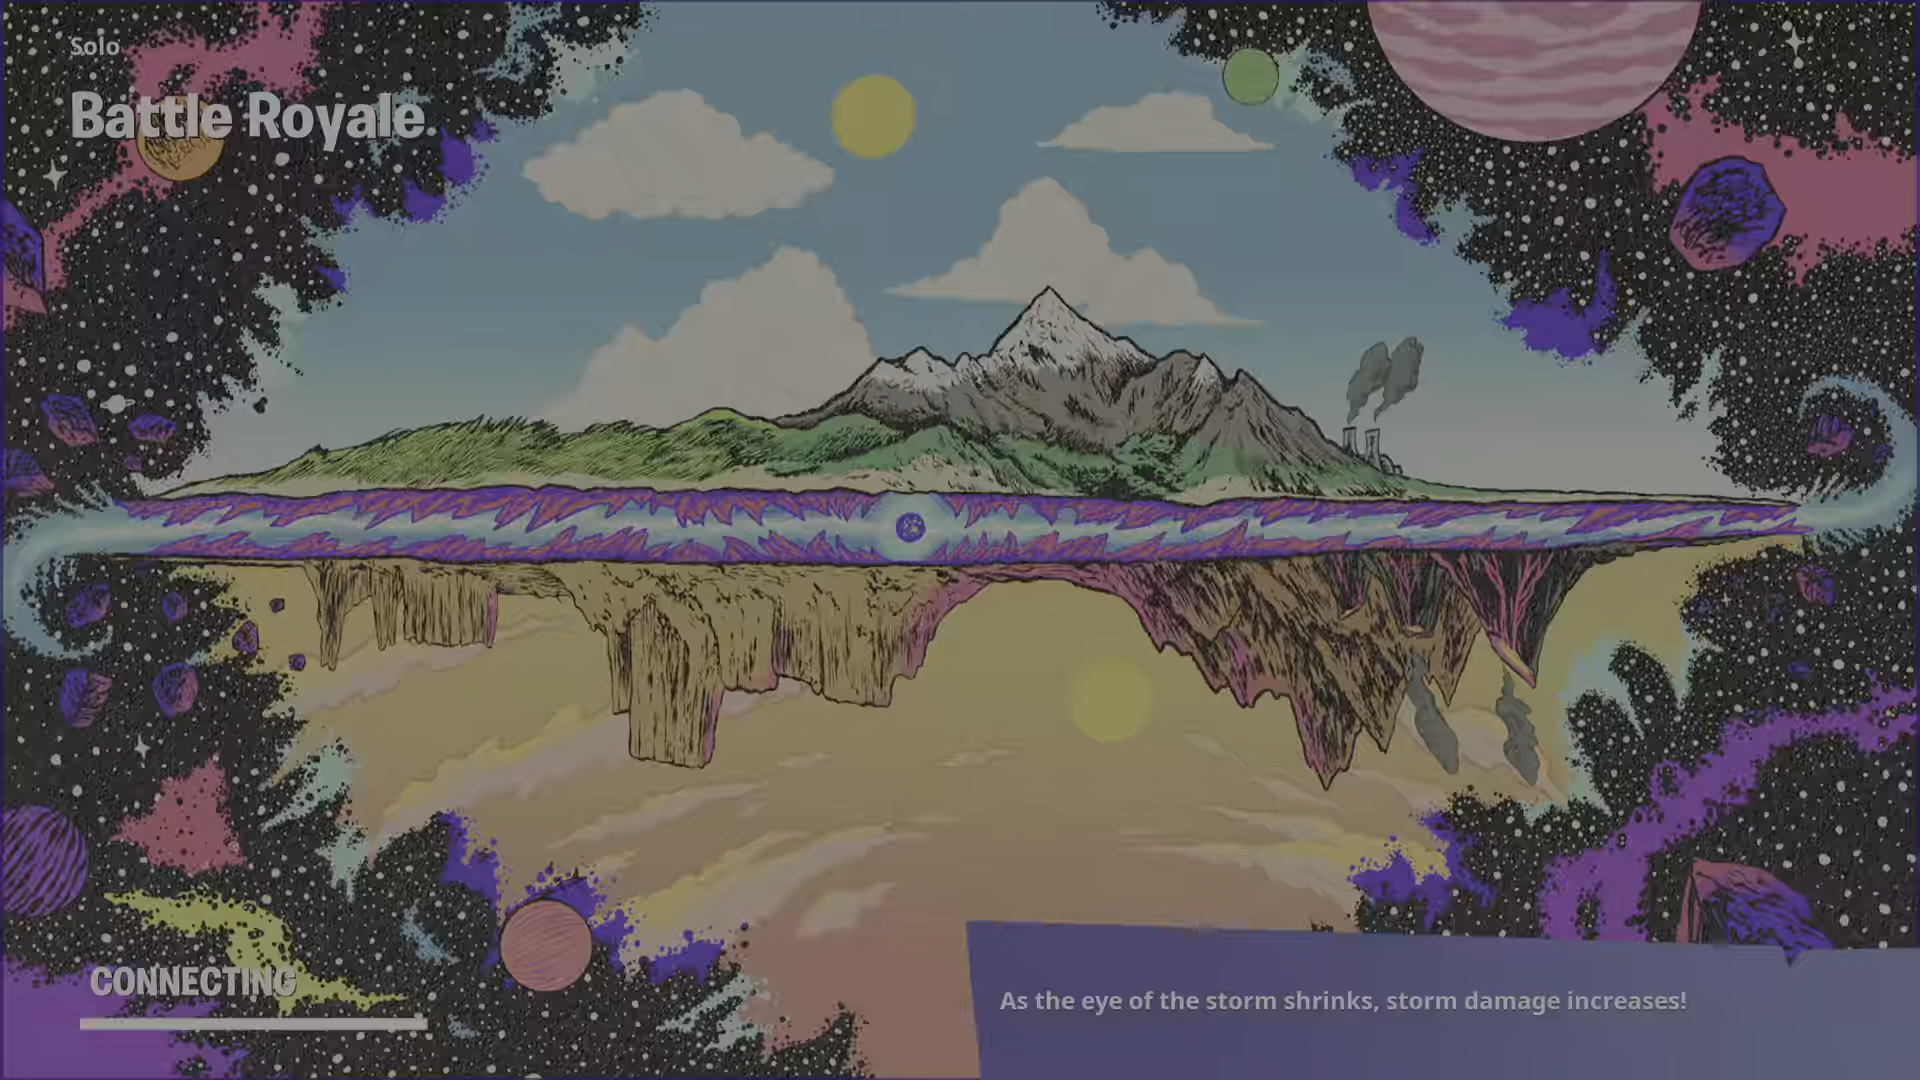 Solo
Battle Royale
CONNECTING
As the eye of the storm shrinks, storm damage increases!